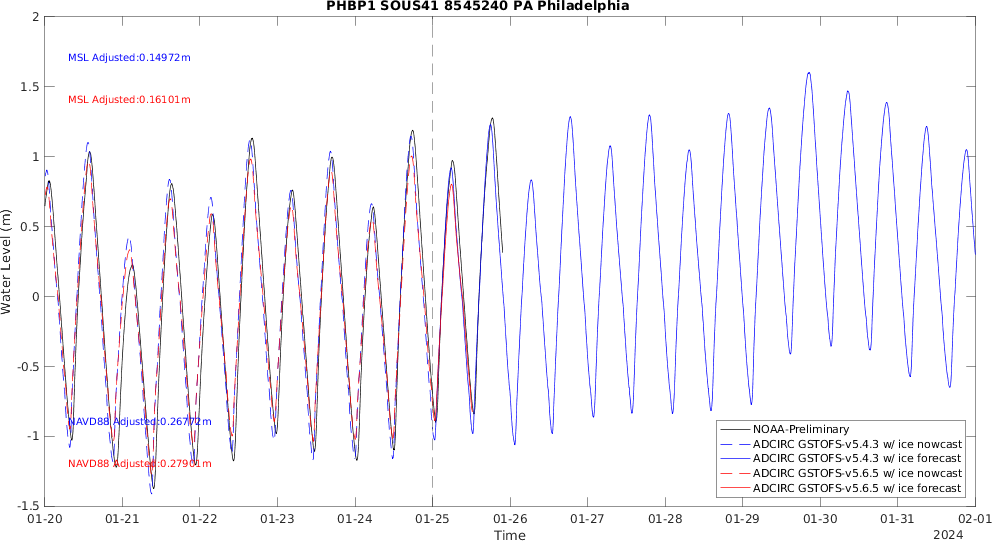 PHBP1 SOUS41 8545240 PA Philadelphia
2
MSL Adjusted:0.14972m
1.5
MSL Adjusted:0.16101m
1
0.5
Water Level (m)
0
-0.5
NAVD88 Adjusted:0.26772m
-1
NAVD88 Adjusted:0.27901m
-1.5
NOAA-Preliminary
ADCIRC GSTOFS-v5.4.3 w/ ice nowcast
ADCIRC GSTOFS-v5.4.3 w/ ice forecast
ADCIRC GSTOFS-v5.6.5 w/ ice nowcast
ADCIRC GSTOFS-v5.6.5 w/ ice forecast
01-20 01-21 01-22 01-23 01-24 01-25 01-26 01-27 01-28 01-29 01-30 01-31 02-01
Time
2024